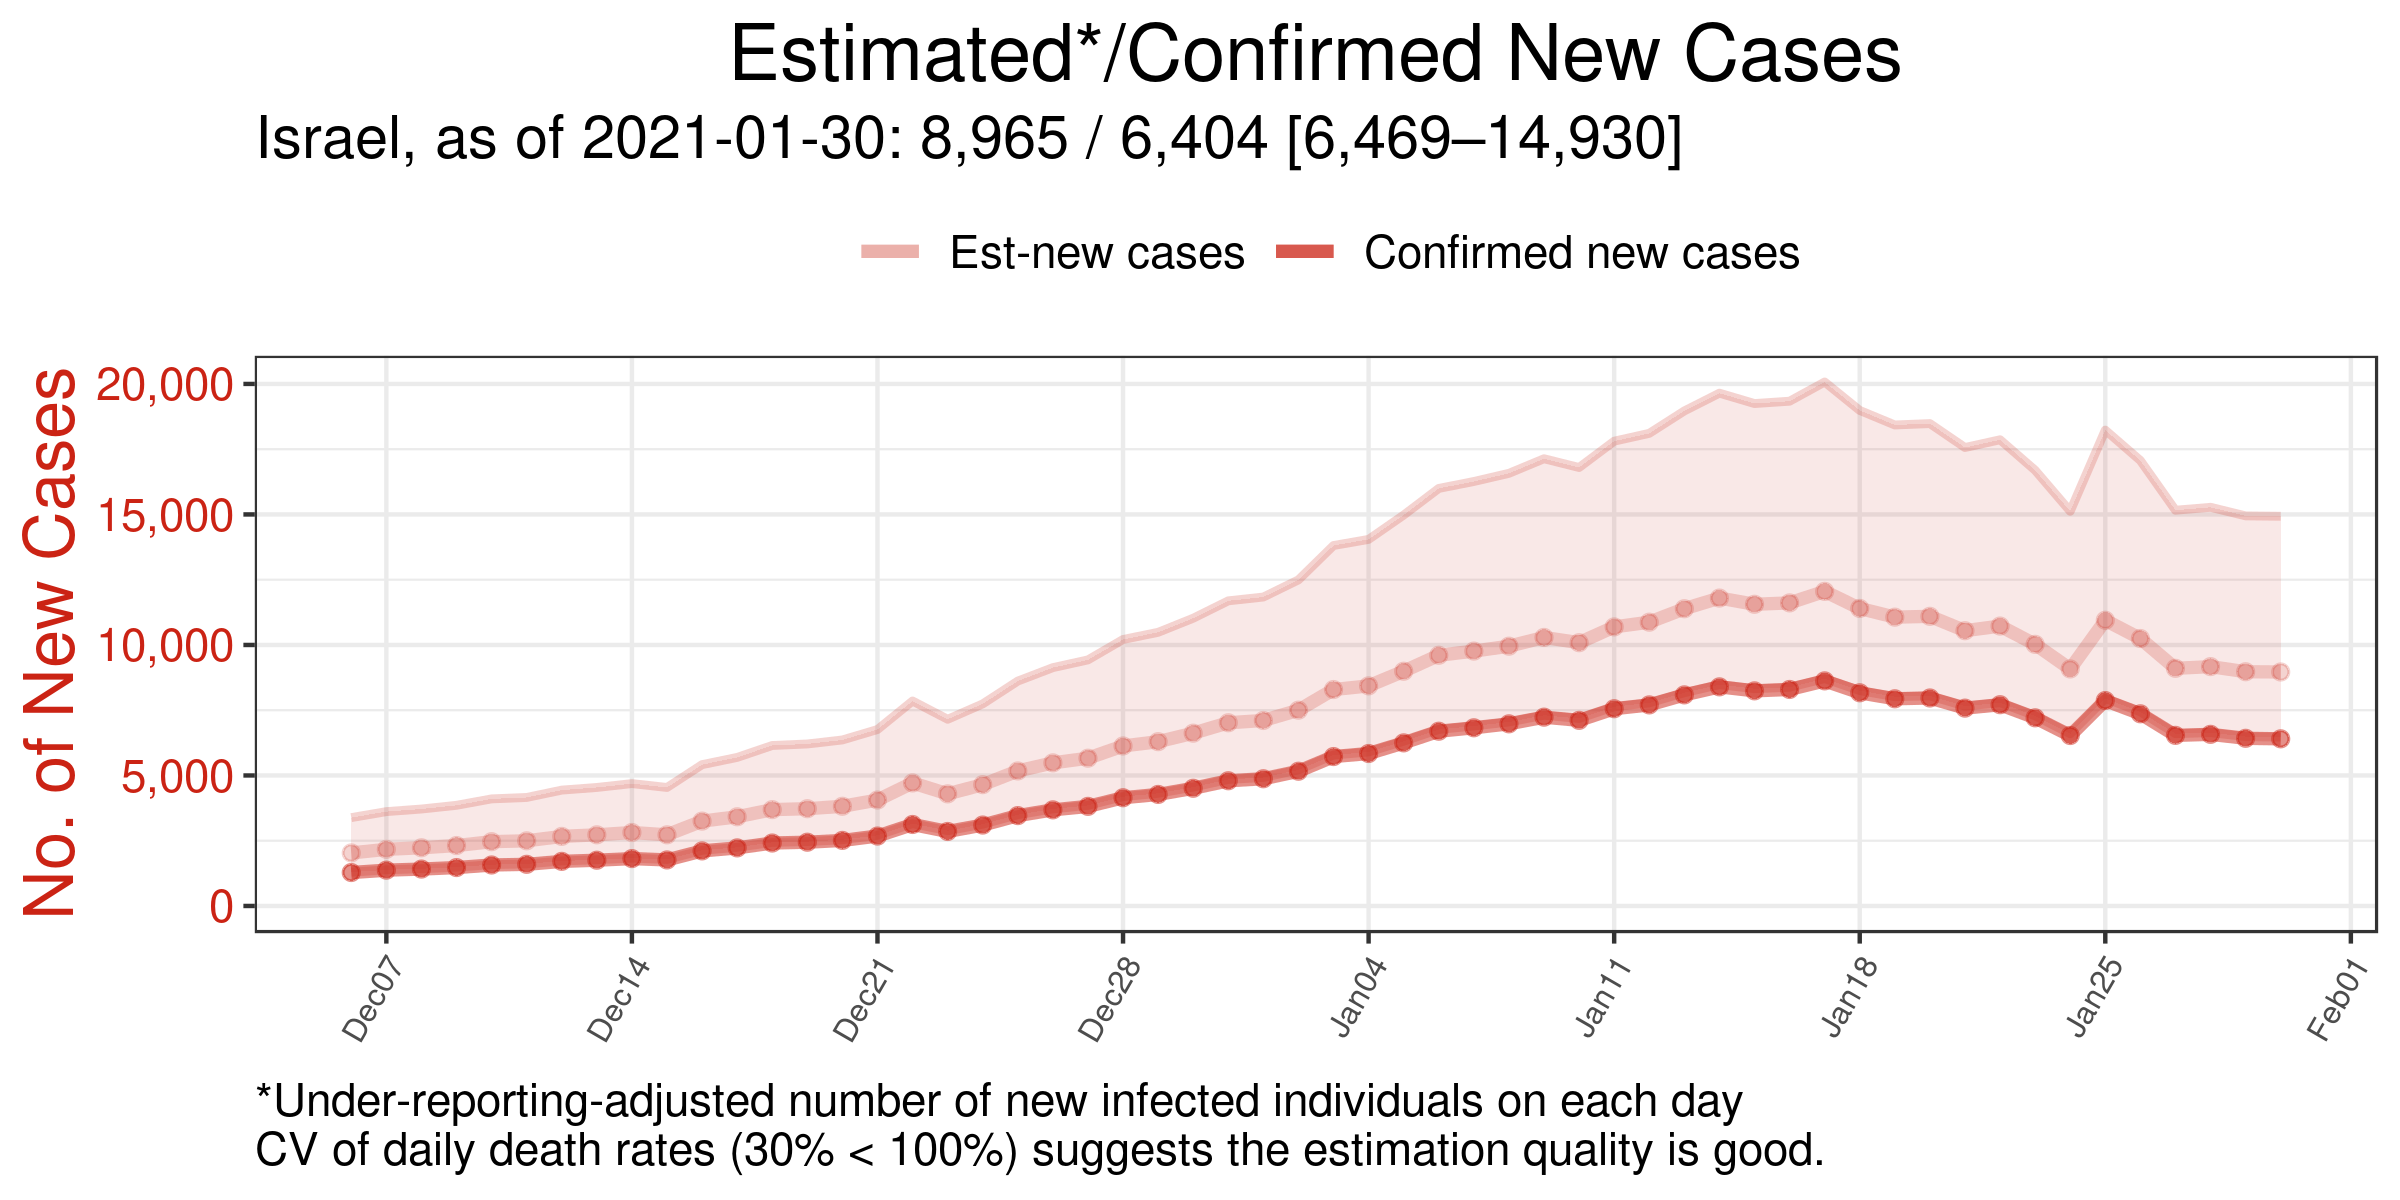 Estimated*/Confirmed New Cases
Israel, as of 2021-01-30: 8,965 / 6,404 [6,469–14,930]
Est-new cases Confirmed new cases
No. of New Cases
20,000
15,000
10,000
5,000
0
Dec07 Dec14 Dec21 Dec28 Jan04 Jan11 Jan18 Jan25 Feb01
*Under-reporting-adjusted number of new infected individuals on each day
CV of daily death rates (30% < 100%) suggests the estimation quality is good.